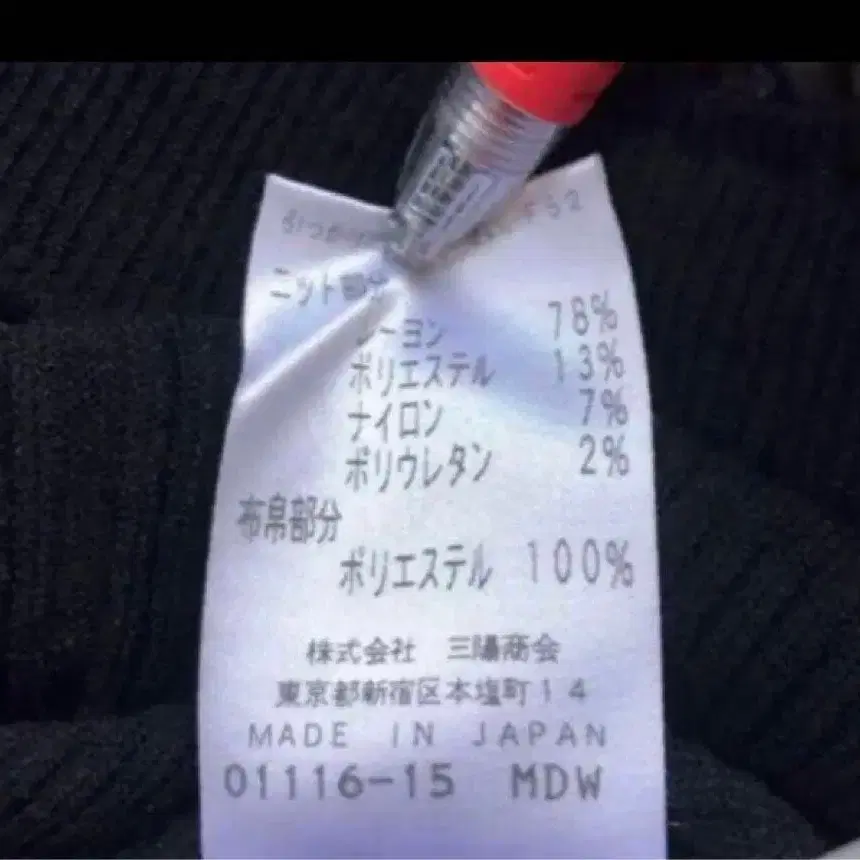 ニット部分
レーヨン 78%
ポリエステル 13%
ナイロン 7%
ポリウレタン 2%
布帛部分
ポリエステル 100%
株式会社 三陽商会
東京都新宿区本塩町14
MADE IN JAPAN
01116-15 MDW